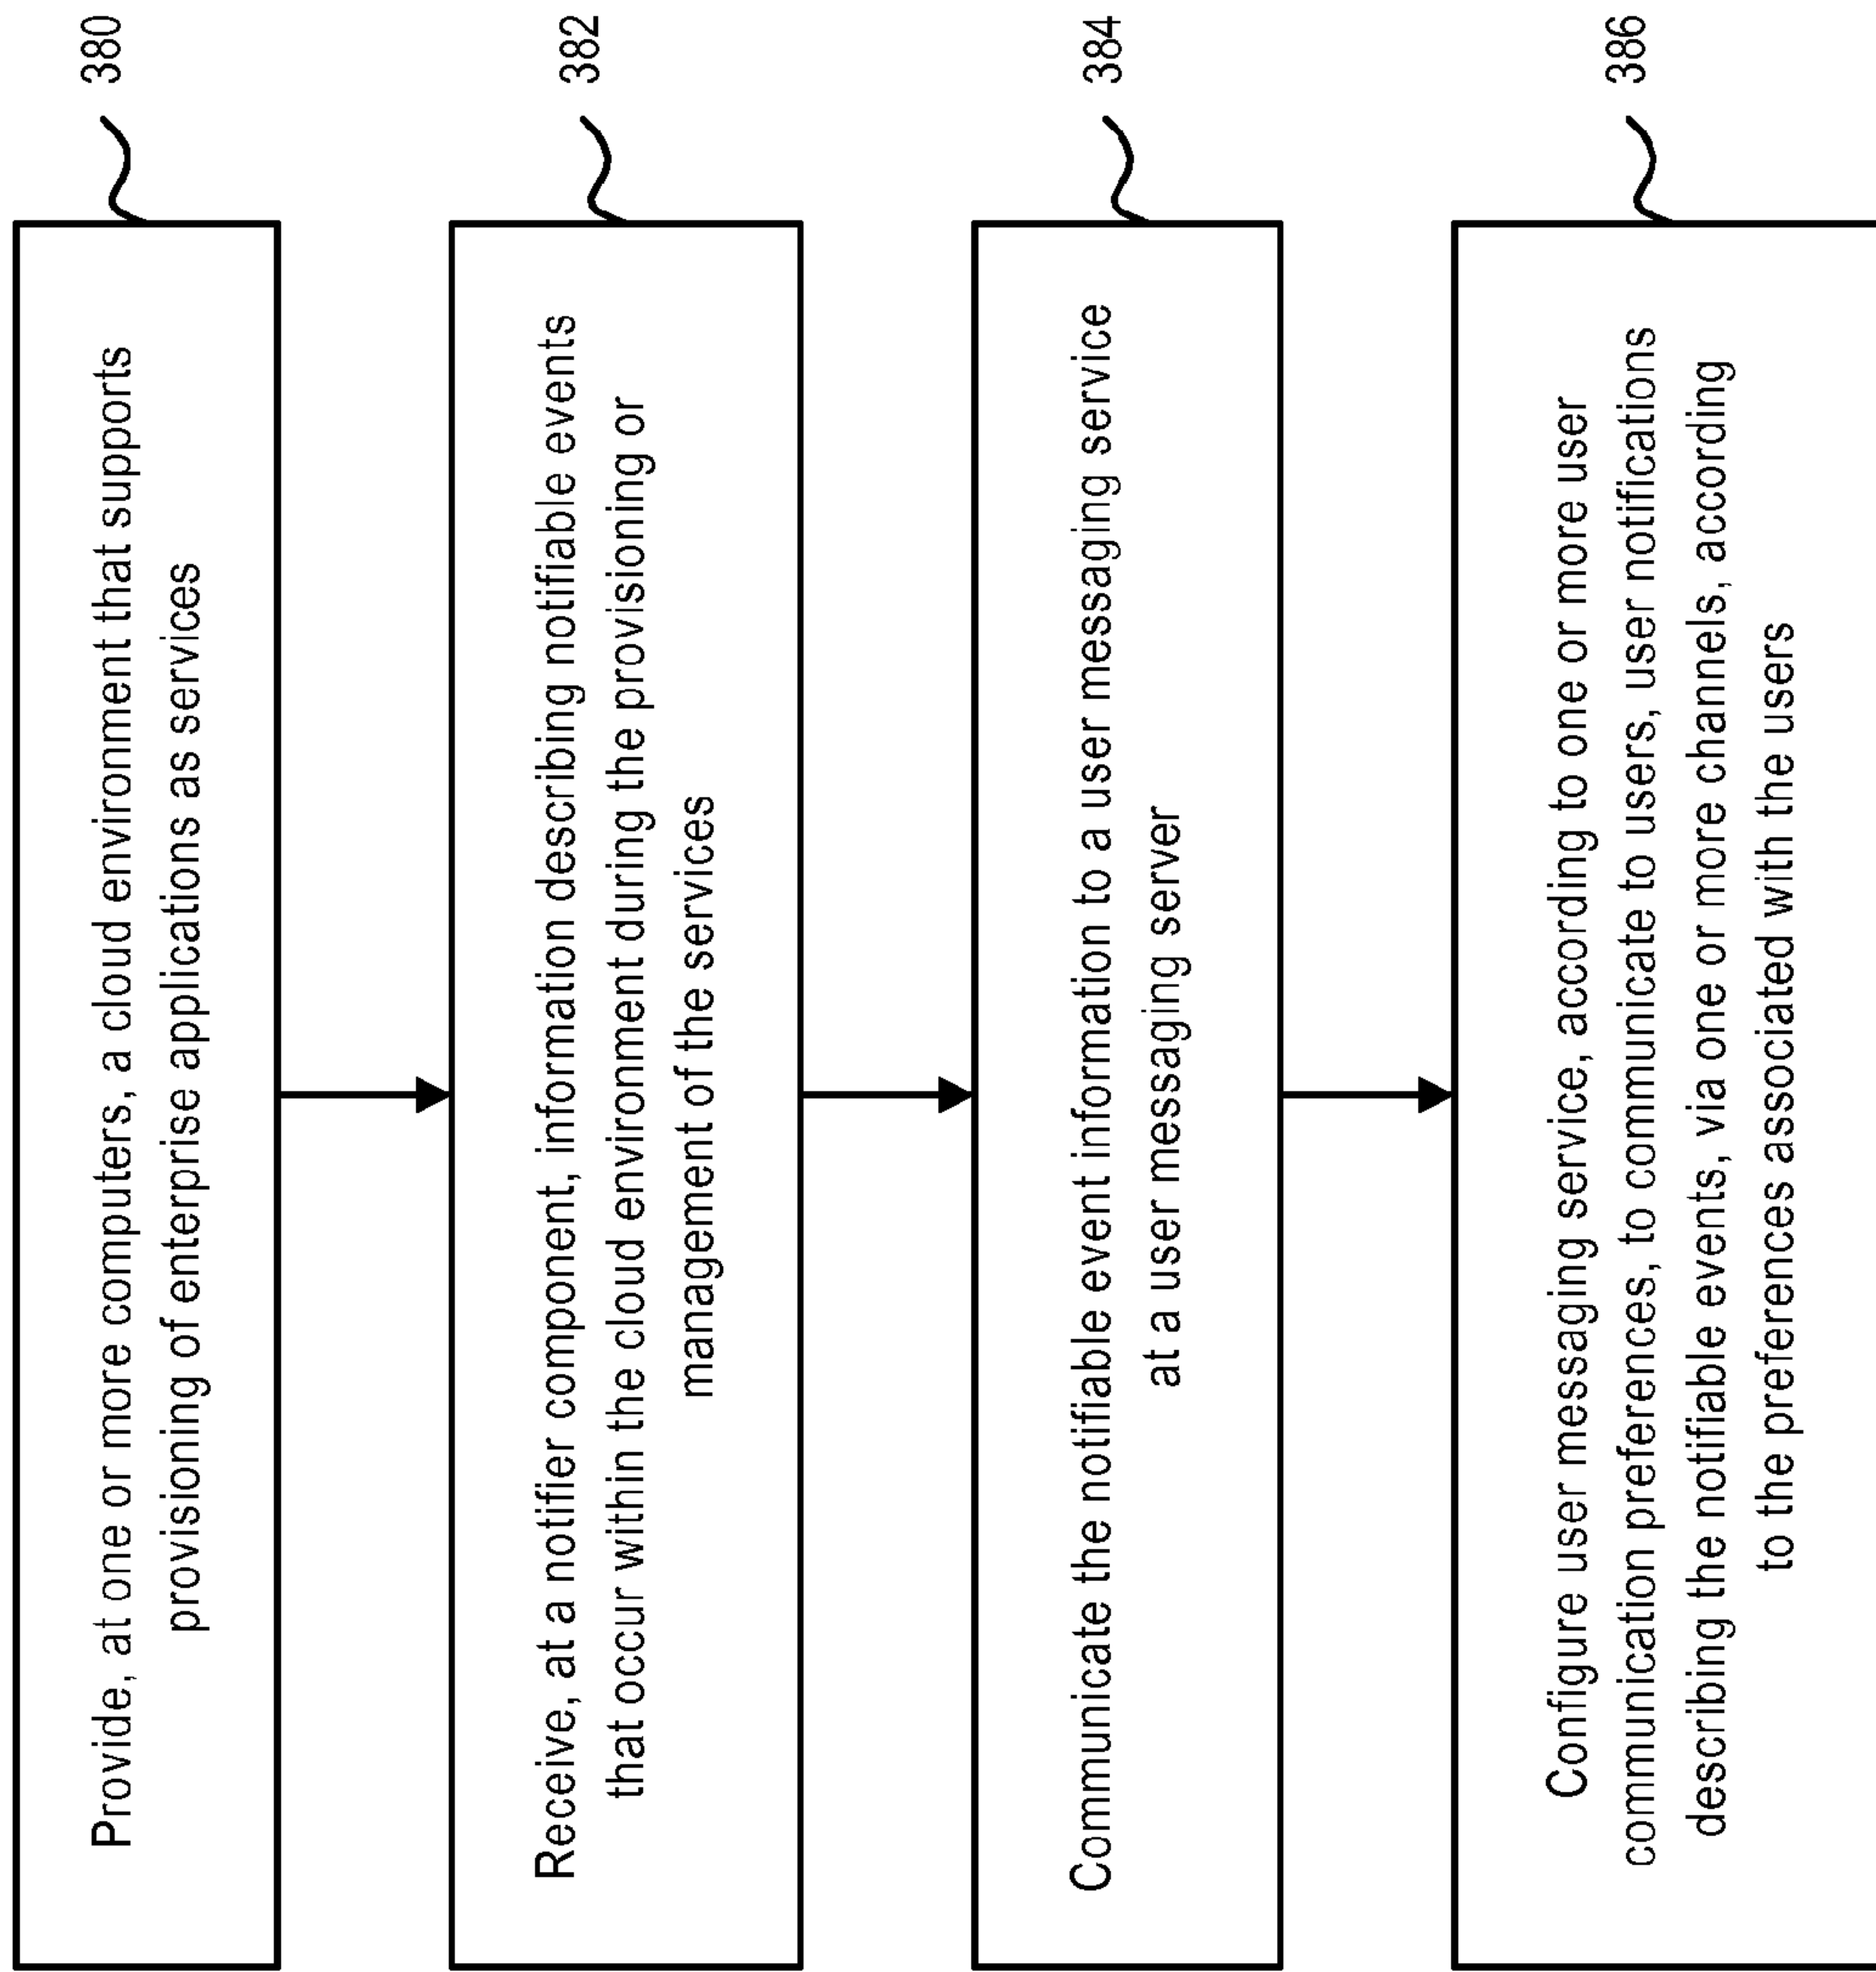 Provide, at one or more computers, a cloud environment that supports
provisioning of enterprise applications as services
380
Receive, at a notifier component, information describing notifiable events
that occur within the cloud environment during the provisioning or
management of the services
382
Communicate the notifiable event information to a user messaging service
at a user messaging server
384
Configure user messaging service, according to one or more user
communication preferences, to communicate to users, user notifications
describing the notifiable events, via one or more channels, according
to the preferences associated with the users
386